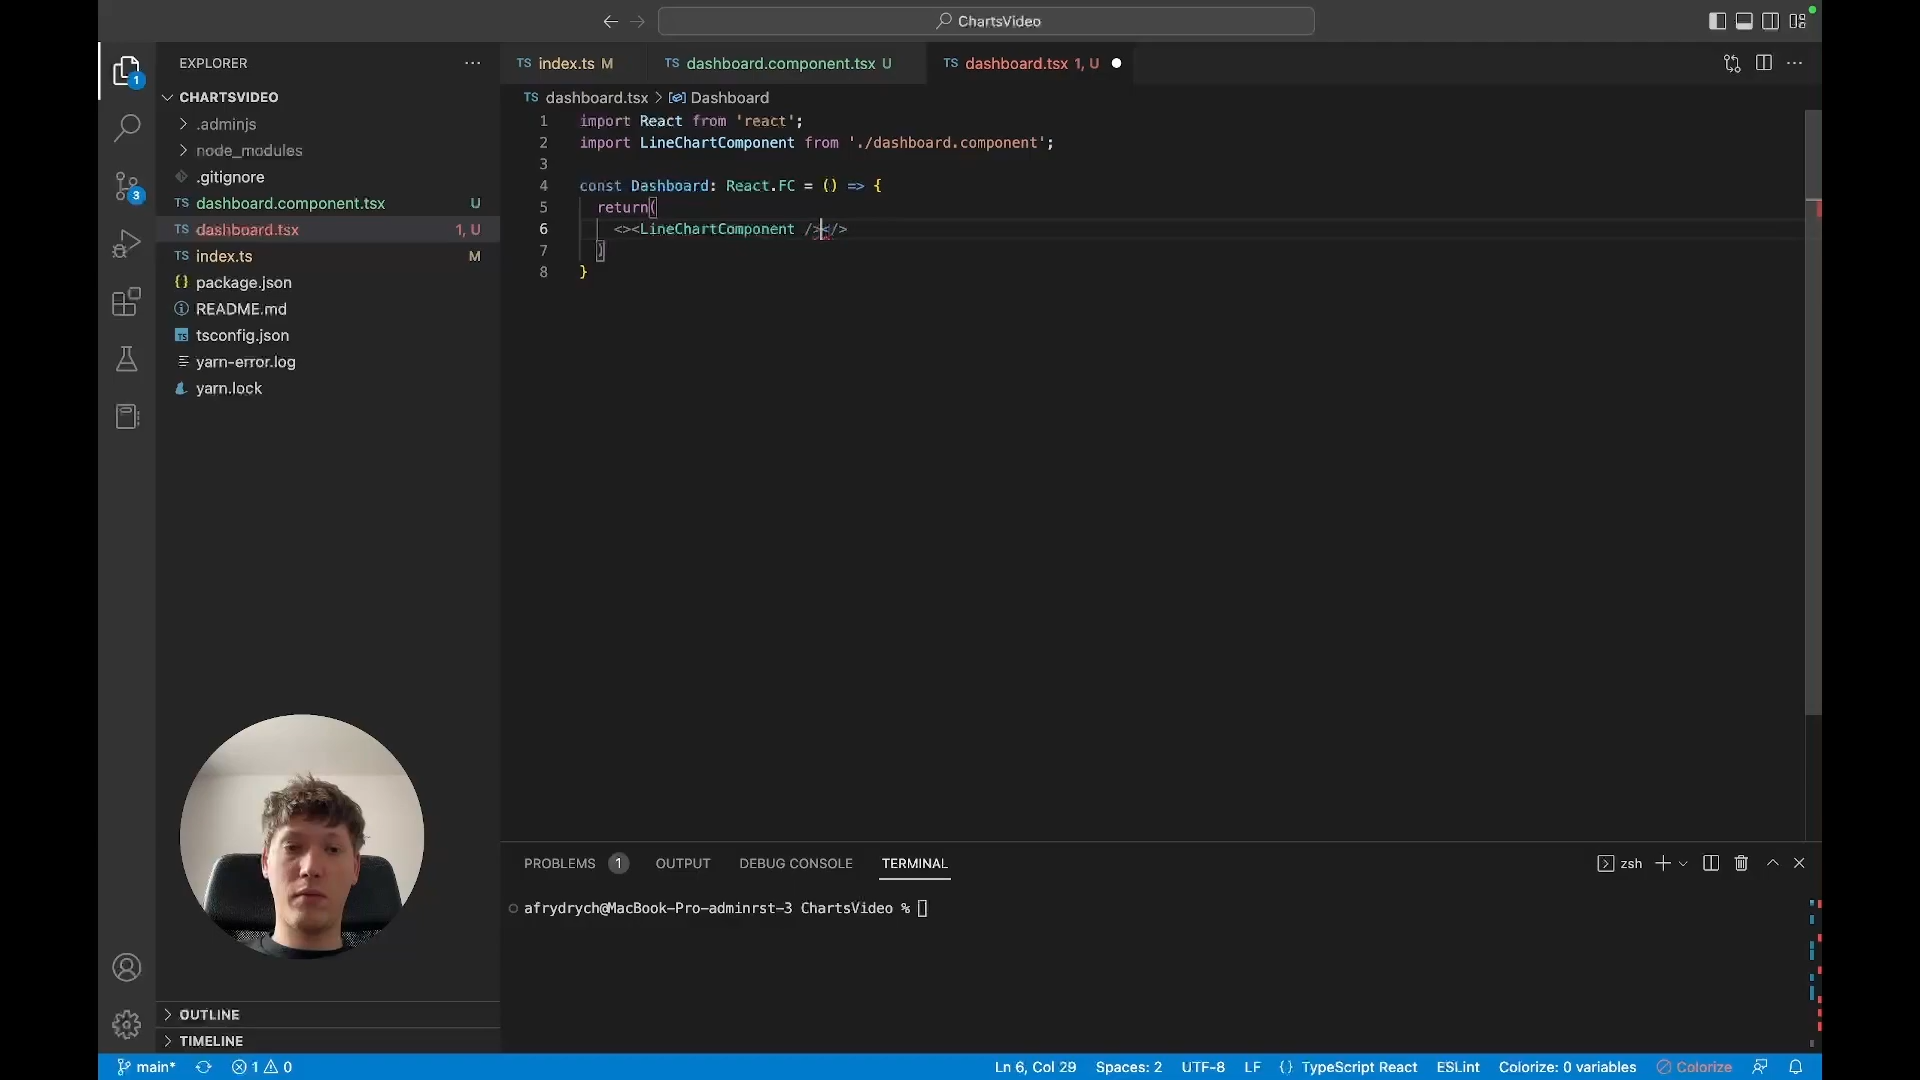 ChartsVideo
EXPLORER
CHARTSVIDEO
.adminjs
node_modules
.gitignore
dashboard.component.tsx U
dashboard.tsx 1, U
index.ts M
package.json
README.md
tsconfig.json
yarn-error.log
yarn.lock
OUTLINE
TIMELINE
TS index.ts M
TS dashboard.component.tsx U
TS dashboard.tsx 1, U
TS dashboard.tsx > Dashboard
1 import React from 'react';
2 import LineChartComponent from './dashboard.component';
3
4 const Dashboard: React.FC = () => {
5 return(
6 <><LineChartComponent /></>
7 )
8 }
PROBLEMS 1 OUTPUT DEBUG CONSOLE TERMINAL
zsh
afrydrych@MacBook-Pro-adminrst-3 ChartsVideo %
main* 1 0 Ln 6, Col 29 Spaces: 2 UTF-8 LF {} TypeScript React ESLint Colorize: 0 variables Colorize